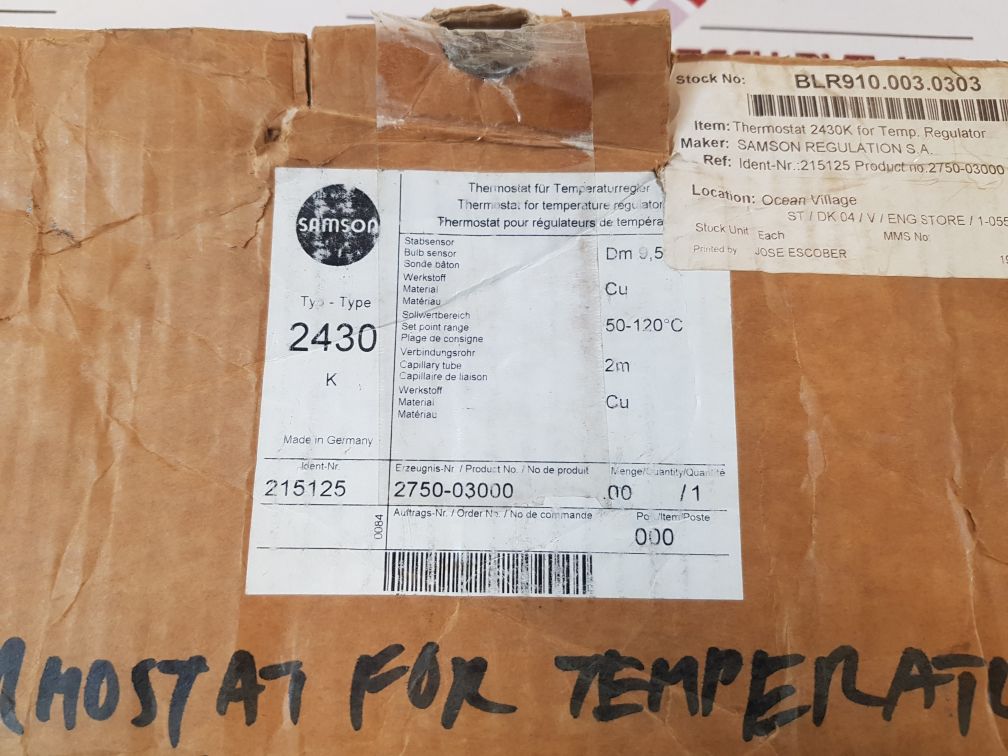 Stock No: BLR910.003.0303
Item: Thermostat 2430K for Temp. Regulator
Maker: SAMSON REGULATION S.A.
Ref: Ident-Nr.:215125 Product no.2750-03000
Location: Ocean Village
ST / DK 04 / V / ENG STORE / 1-055
Stock Unit Each MMS No:
Printed by JOSE ESCOBER
SAMSON
Typ - Type
2430
K
Made in Germany
Thermostat für Temperaturregler
Thermostat for temperature regulator
Thermostat pour régulateurs de tempéra
Stabsensor
Bulb sensor
Sonde bâton
Dm 9,5
Werkstoff
Material
Matériau
Cu
Sollwertbereich
Set point range
Plage de consigne
50-120°C
Verbindungsrohr
Capillary tube
Capillaire de liaison
2m
Werkstoff
Material
Matériau
Cu
Ident-Nr.
215125
Erzeugnis-Nr. / Product No. / No de produit
2750-03000
Menge/Quantity/Quantité
.00 / 1
0084
Auftrags-Nr. / Order No. / No de commande
Pos./Item/Poste
000
RMOSTAT FOR TEMPERATU